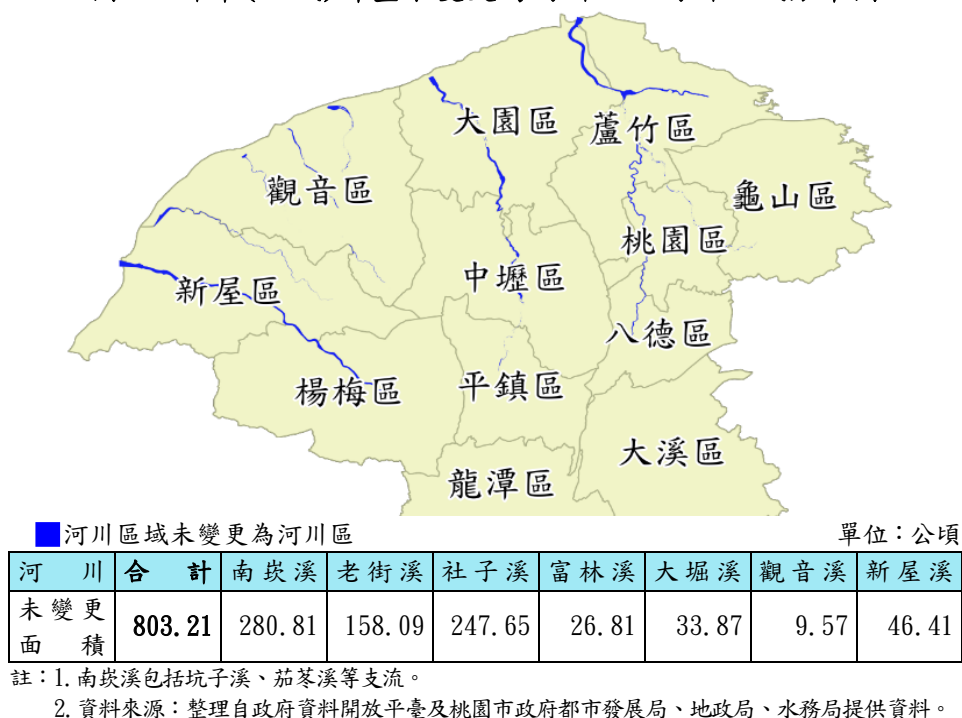 大園區
蘆竹區
觀音區
龜山區
桃園區
中壢區
新屋區
八德區
楊梅區
平鎮區
大溪區
龍潭區
河川區域未變更為河川區 單位：公頃
河川 合計 南崁溪 老街溪 社子溪 富林溪 大堀溪 觀音溪 新屋溪
未變更面積 803.21 280.81 158.09 247.65 26.81 33.87 9.57 46.41
註：1.南崁溪包括坑子溪、茄苳溪等支流。
2.資料來源：整理自政府資料開放平臺及桃園市政府都市發展局、地政局、水務局提供資料。